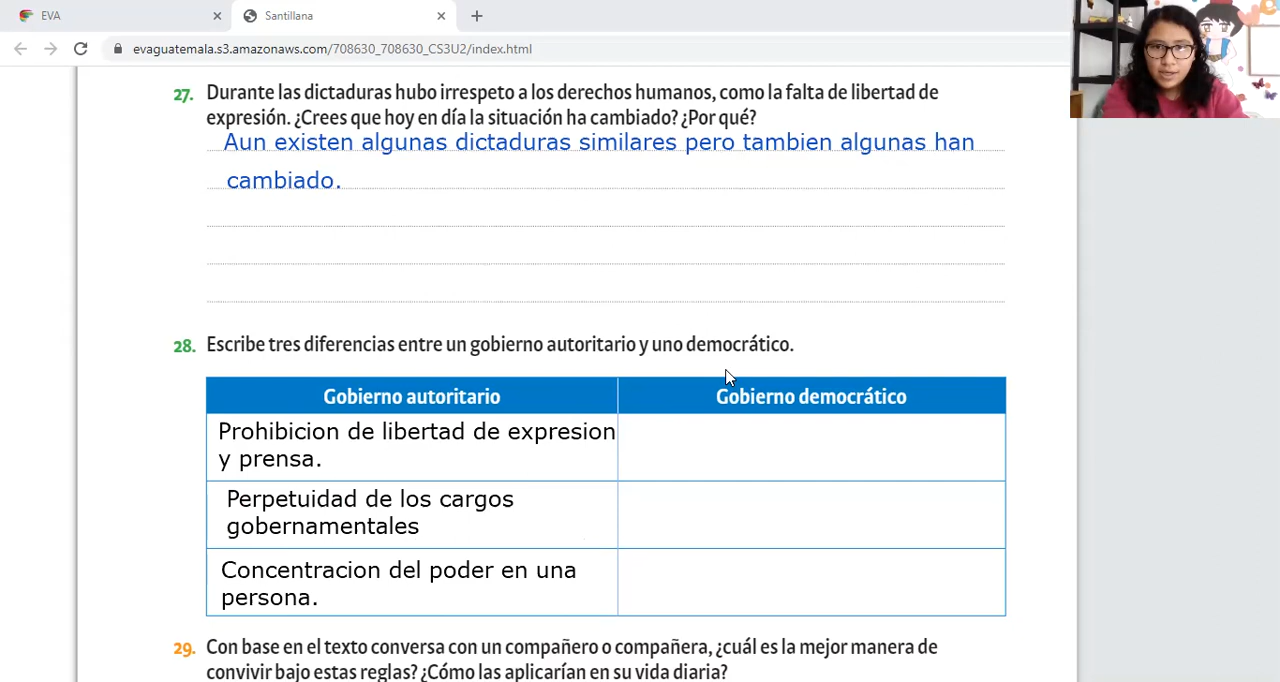 EVA
Santillana
evaguatemala.s3.amazonaws.com/708630_708630_CS3U2/index.html
27. Durante las dictaduras hubo irrespeto a los derechos humanos, como la falta de libertad de
expresión. ¿Crees que hoy en día la situación ha cambiado? ¿Por qué?
Aun existen algunas dictaduras similares pero tambien algunas han
cambiado.
28. Escribe tres diferencias entre un gobierno autoritario y uno democrático.
Gobierno autoritario
Gobierno democrático
Prohibicion de libertad de expresion
y prensa.
Perpetuidad de los cargos
gobernamentales
Concentracion del poder en una
persona.
29. Con base en el texto conversa con un compañero o compañera, ¿cuál es la mejor manera de
convivir bajo estas reglas? ¿Cómo las aplicarían en su vida diaria?